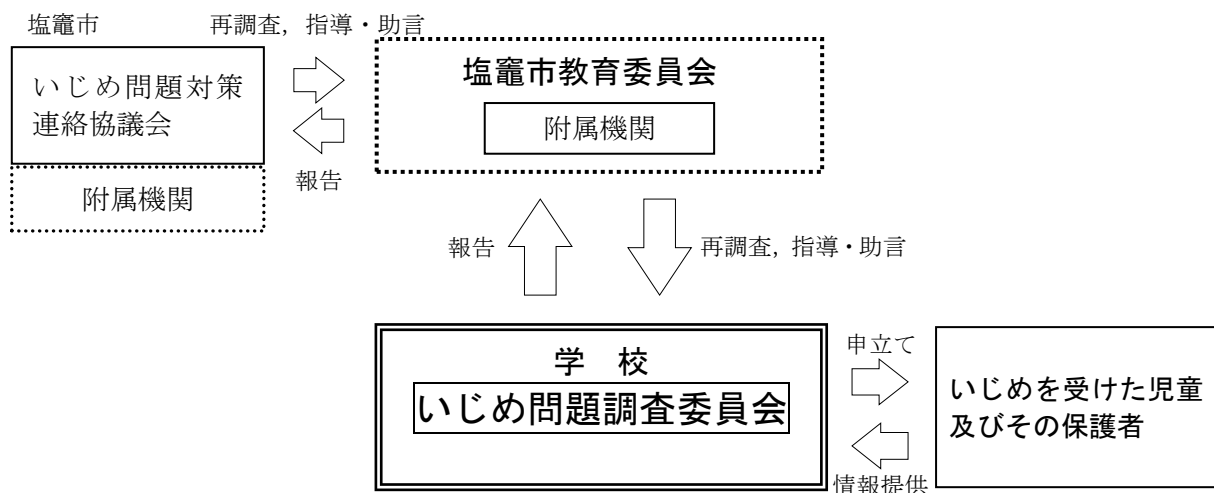 塩竈市
再調査，指導・助言
いじめ問題対策
連絡協議会
附属機関
報告
塩竈市教育委員会
附属機関
報告
再調査，指導・助言
学　校
いじめ問題調査委員会
申立て
情報提供
いじめを受けた児童
及びその保護者